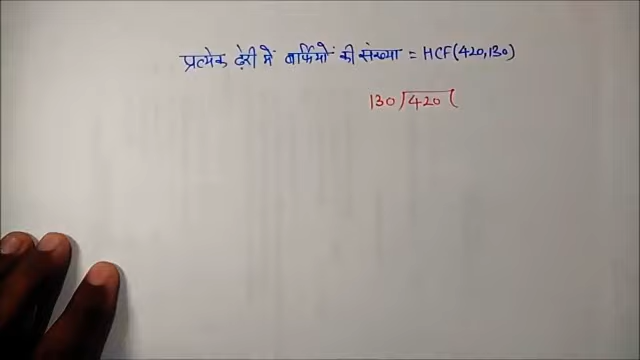 प्रत्येक ढ़ेरी में बर्फियों की संख्या = HCF(420,130)
130)420(